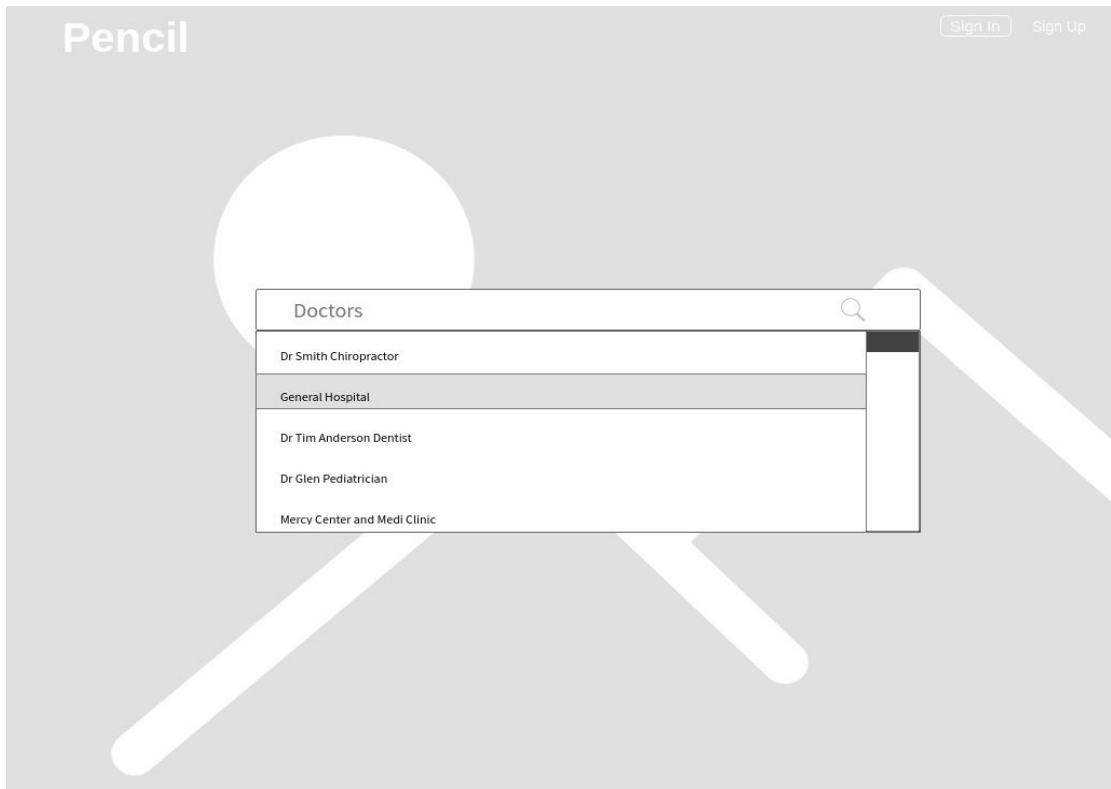 Pencil
Sign In
Sign Up
Doctors
Dr Smith Chiropractor
General Hospital
Dr Tim Anderson Dentist
Dr Glen Pediatrician
Mercy Center and Medi Clinic